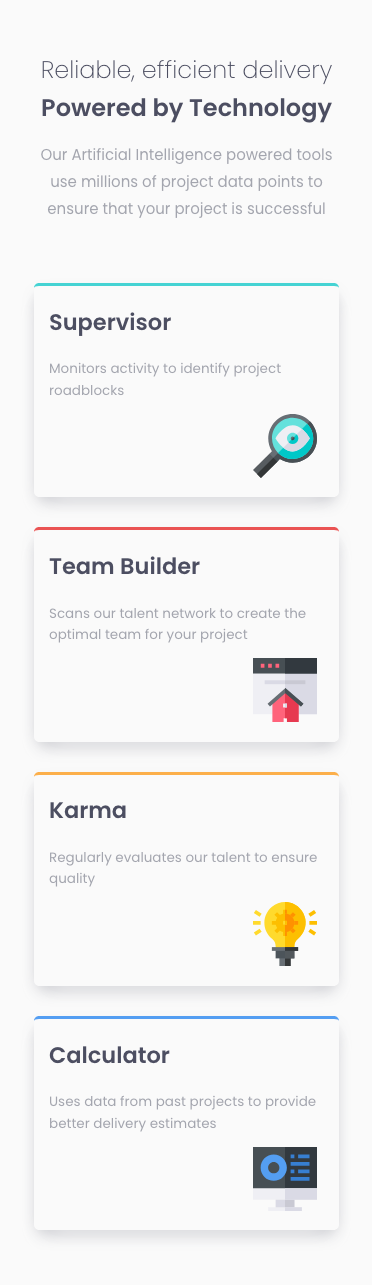 Reliable, efficient delivery
Powered by Technology
Our Artificial Intelligence powered tools
use millions of project data points to
ensure that your project is successful
Supervisor
Monitors activity to identify project
roadblocks
Team Builder
Scans our talent network to create the
optimal team for your project
Karma
Regularly evaluates our talent to ensure
quality
Calculator
Uses data from past projects to provide
better delivery estimates